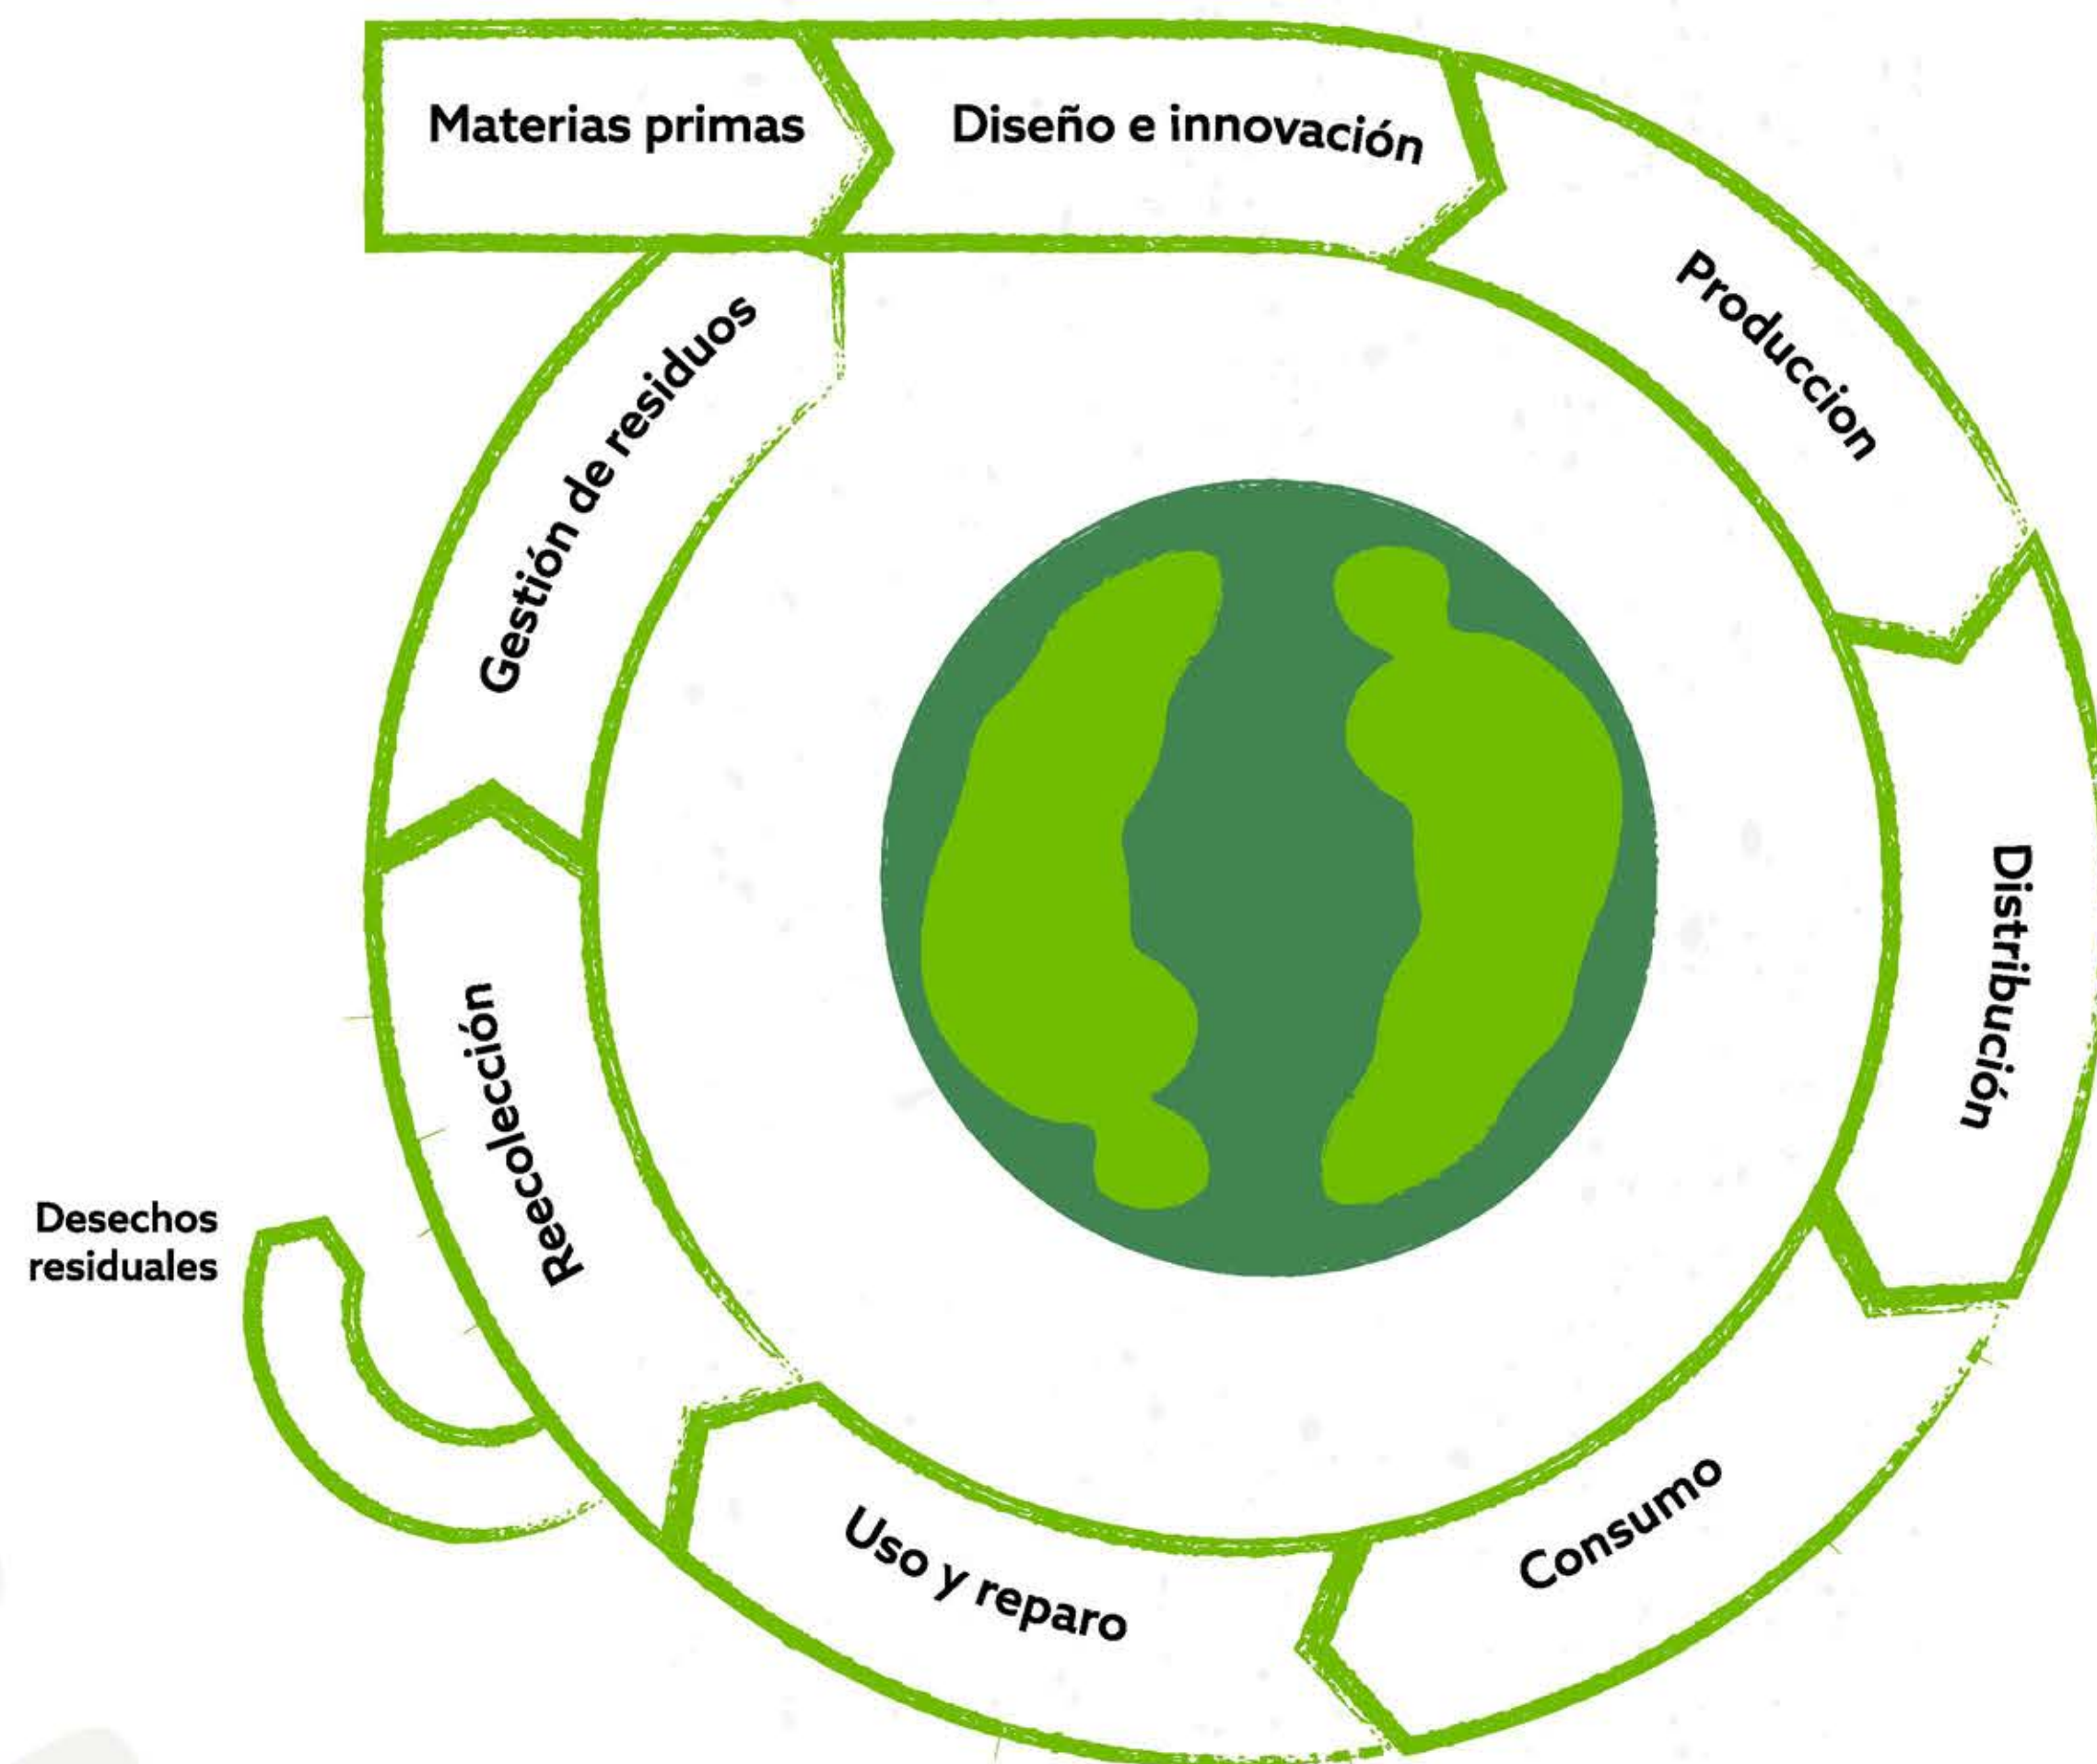 Materias primas
Diseño e innovación
Produccion
Distribución
Consumo
Uso y reparo
Reecolección
Desechos
residuales
Gestión de residuos